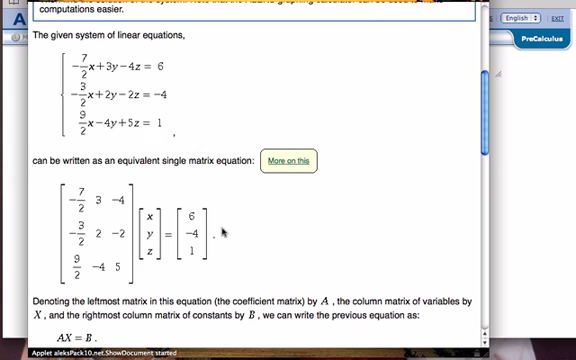 computations easier.
English
EXIT
PreCalculus
The given system of linear equations,
-7/2 x+3y-4z = 6
-3/2 x+2y-2z = -4
9/2 x-4y+5z = 1
,
can be written as an equivalent single matrix equation: More on this
-7/2 3 -4
-3/2 2 -2
9/2 -4 5
x
y
z
=
6
-4
1
.
Denoting the leftmost matrix in this equation (the coefficient matrix) by A , the column matrix of variables by
X , and the rightmost column matrix of constants by B , we can write the previous equation as:
AX = B .
Applet aleksPack10.net.ShowDocument started